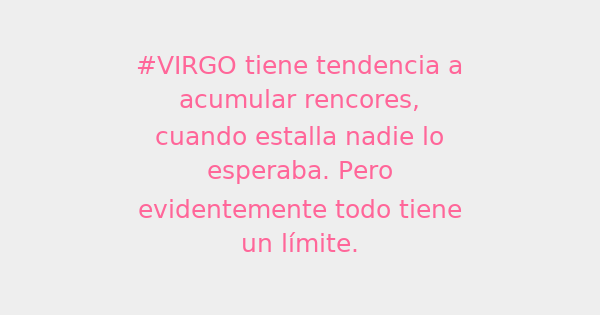 #VIRGO tiene tendencia a
acumular rencores,
cuando estalla nadie lo
esperaba. Pero
evidentemente todo tiene
un límite.